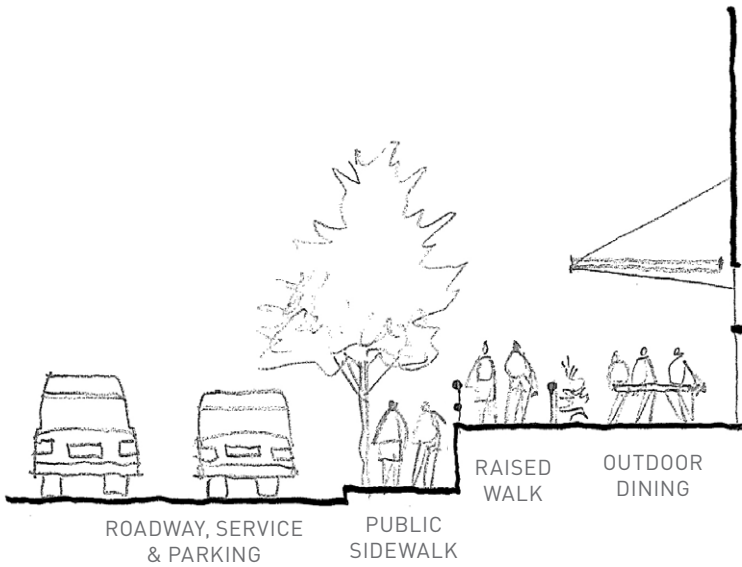 RAISED
WALK
OUTDOOR
DINING
ROADWAY, SERVICE
& PARKING
PUBLIC
SIDEWALK